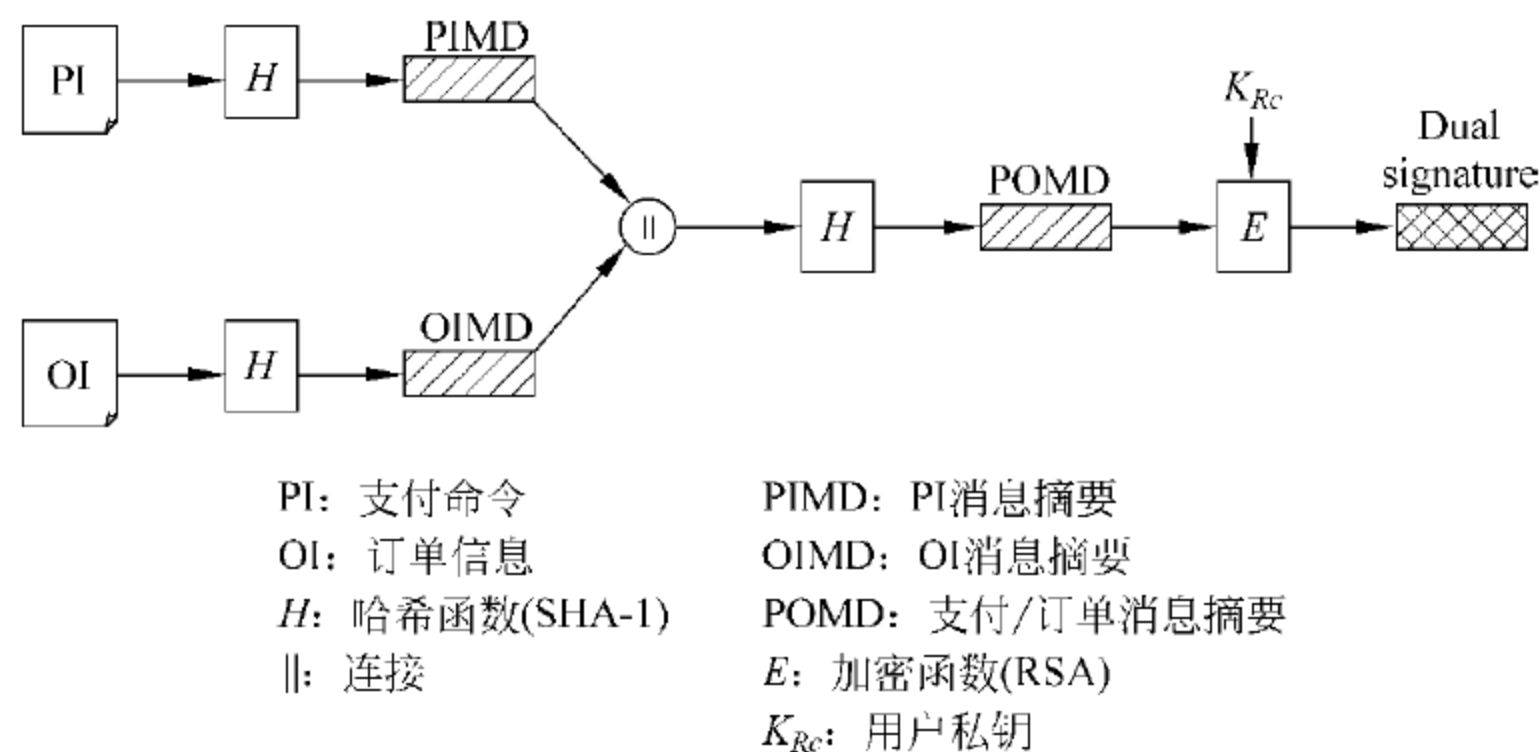 PI
H
PIMD
||
H
POMD
K_Rc
E
Dual
signature
OI
H
OIMD
PI：支付命令
PIMD：PI消息摘要
OI：订单信息
OIMD：OI消息摘要
H：哈希函数(SHA-1)
POMD：支付/订单消息摘要
||：连接
E：加密函数(RSA)
K_Rc：用户私钥